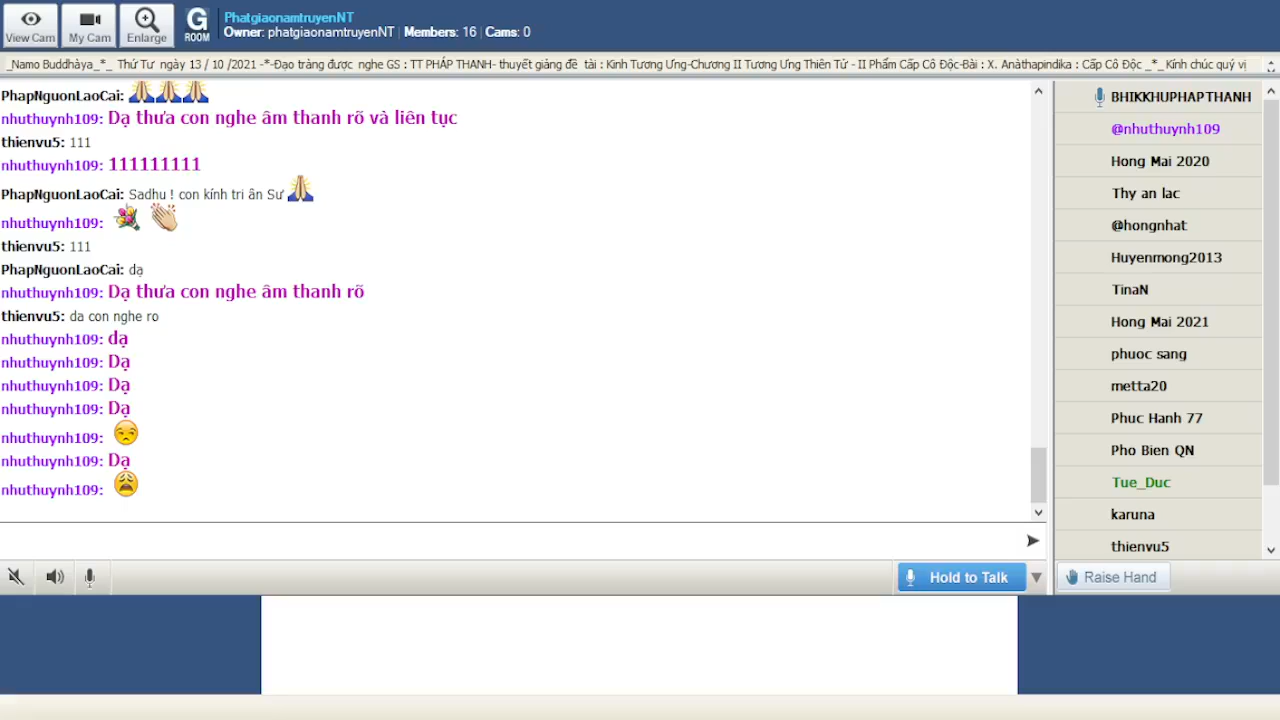 View Cam
My Cam
Enlarge
G
ROOM
PhatgiaonamtruyenNT
Owner: phatgiaonamtruyenNT | Members: 16 | Cams: 0
_Namo Buddhàya_*_ Thứ Tư ngày 13 / 10 /2021 -*-Đạo tràng được nghe GS : TT PHÁP THANH- thuyết giảng đề tài : Kinh Tương Ưng-Chương II Tương Ưng Thiên Tử - II Phẩm Cấp Cô Độc-Bài : X. Anàthapindika : Cấp Cô Độc _*_ Kính chúc quý vị
PhapNguonLaoCai:
nhuthuynh109: Dạ thưa con nghe âm thanh rõ và liên tục
thienvu5: 111
nhuthuynh109: 111111111
PhapNguonLaoCai: Sadhu ! con kính tri ân Sư
nhuthuynh109:
thienvu5: 111
PhapNguonLaoCai: dạ
nhuthuynh109: Dạ thưa con nghe âm thanh rõ
thienvu5: da con nghe ro
nhuthuynh109: dạ
nhuthuynh109: Dạ
nhuthuynh109: Dạ
nhuthuynh109: Dạ
nhuthuynh109:
nhuthuynh109: Dạ
nhuthuynh109:
Hold to Talk
BHIKKHUPHAPTHANH
@nhuthuynh109
Hong Mai 2020
Thy an lac
@hongnhat
Huyenmong2013
TinaN
Hong Mai 2021
phuoc sang
metta20
Phuc Hanh 77
Pho Bien QN
Tue_Duc
karuna
thienvu5
Raise Hand